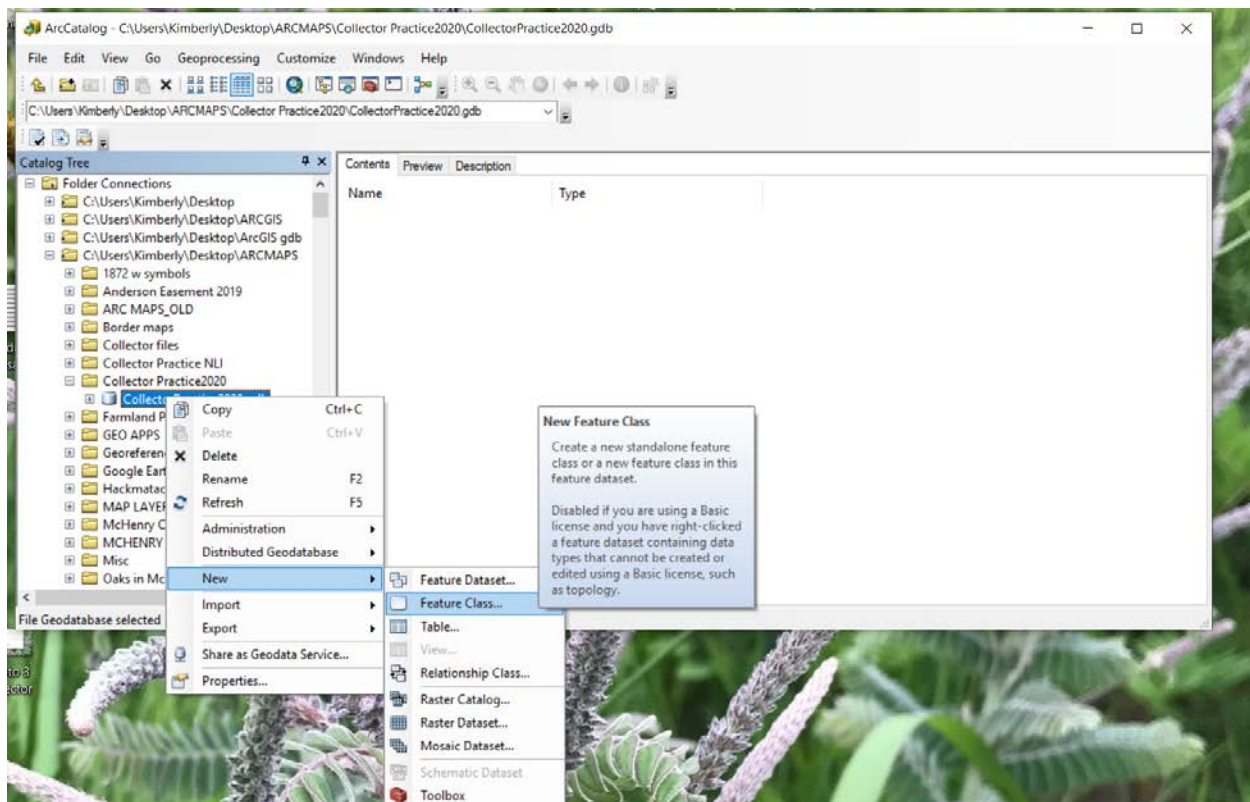 ArcCatalog - C:\Users\Kimberly\Desktop\ARCMAPS\Collector Practice2020\CollectorPractice2020.gdb
File Edit View Go Geoprocessing Customize Windows Help
C:\Users\Kimberly\Desktop\ARCMAPS\Collector Practice2020\CollectorPractice2020.gdb
Catalog Tree
Folder Connections
C:\Users\Kimberly\Desktop
C:\Users\Kimberly\Desktop\ARCGIS
C:\Users\Kimberly\Desktop\ArcGIS gdb
C:\Users\Kimberly\Desktop\ARCMAPS
1872 w symbols
Anderson Easement 2019
ARC MAPS_OLD
Border maps
Collector files
Collector Practice NLI
Collector Practice2020
Farmland P
GEO APPS
Georeferen
Google Eart
Hackmatac
MAP LAYER
McHenry C
MCHENRY
Misc
Oaks in Mc
File Geodatabase selected
Contents Preview Description
Name Type
Copy Ctrl+C
Paste Ctrl+V
Delete
Rename F2
Refresh F5
Administration
Distributed Geodatabase
New
Import
Export
Share as Geodata Service...
Properties...
Feature Dataset...
Feature Class...
Table...
View...
Relationship Class...
Raster Catalog...
Raster Dataset...
Mosaic Dataset...
Schematic Dataset
Toolbox
New Feature Class
Create a new standalone feature
class or a new feature class in this
feature dataset.
Disabled if you are using a Basic
license and you have right-clicked
a feature dataset containing data
types that cannot be created or
edited using a Basic license, such
as topology.